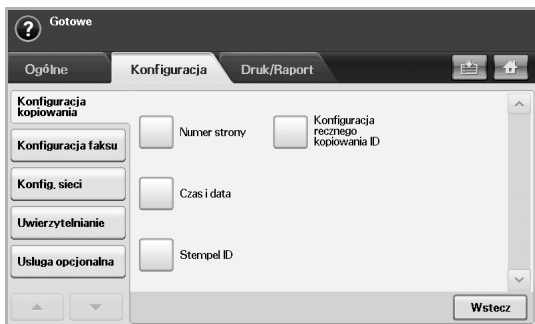 Gotowe
Ogólne
Konfiguracja
Druk/Raport
Konfiguracja
kopiowania
Konfiguracja faksu
Konfig. sieci
Uwierzytelnianie
Usługa opcjonalna
Numer strony
Konfiguracja
recznego
kopiowania ID
Czas i data
Stempel ID
Wstecz